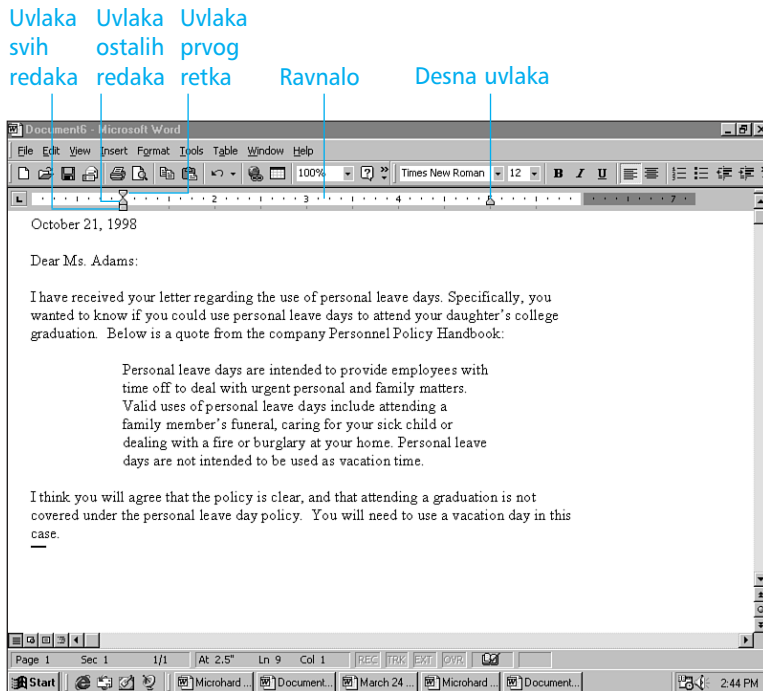 Uvlaka svih redaka
Uvlaka ostalih redaka
Uvlaka prvog retka
Ravnalo
Desna uvlaka
Document6 - Microsoft Word
File Edit View Insert Format Tools Table Window Help
100% Times New Roman 12 B I U
2 3 4 7
October 21, 1998
Dear Ms. Adams:
I have received your letter regarding the use of personal leave days. Specifically, you
wanted to know if you could use personal leave days to attend your daughter's college
graduation.  Below is a quote from the company Personnel Policy Handbook:
Personal leave days are intended to provide employees with
time off to deal with urgent personal and family matters.
Valid uses of personal leave days include attending a
family member's funeral, caring for your sick child or
dealing with a fire or burglary at your home. Personal leave
days are not intended to be used as vacation time.
I think you will agree that the policy is clear, and that attending a graduation is not
covered under the personal leave day policy.  You will need to use a vacation day in this
case.
Page 1 Sec 1 1/1 At 2.5" Ln 9 Col 1 REC TRK EXT OVR
Start Microhard ... Document... March 24 ... Microhard ... Document... 2:44 PM